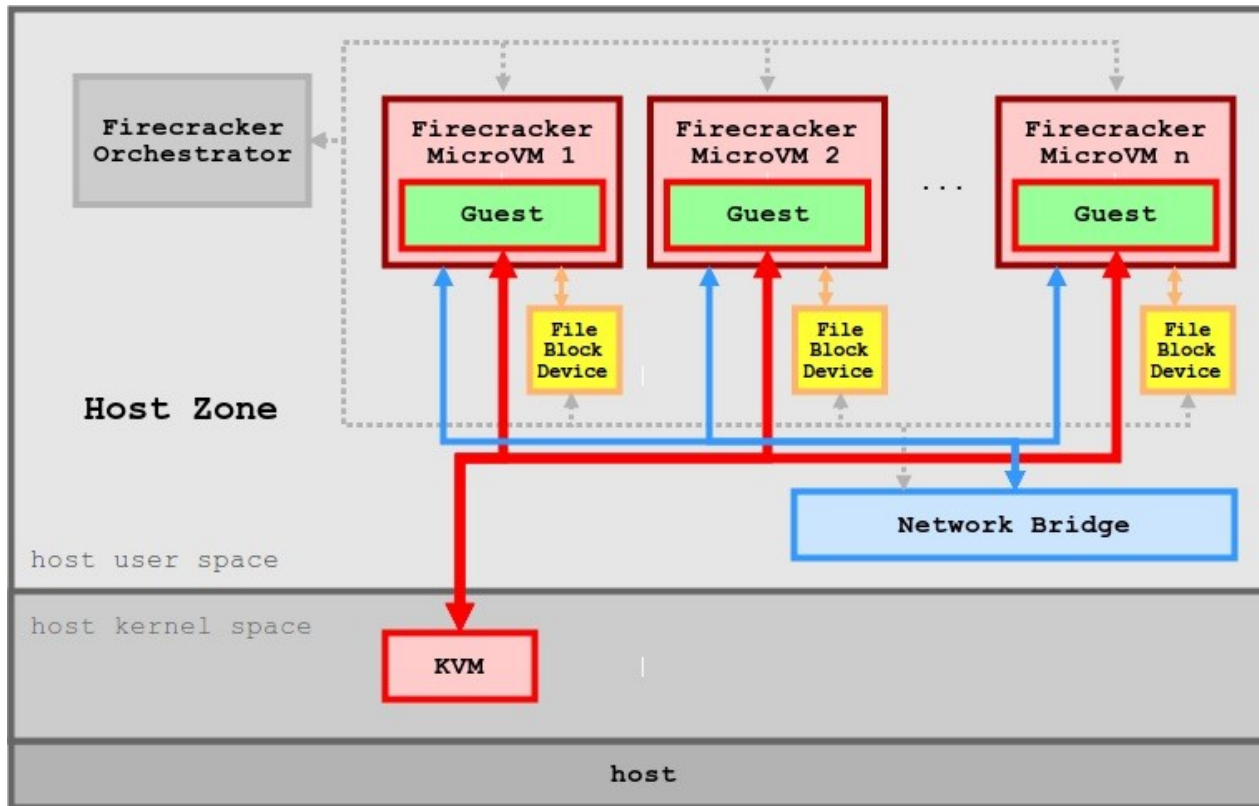 Firecracker
Orchestrator
Firecracker
MicroVM 1
Guest
Firecracker
MicroVM 2
Guest
...
Firecracker
MicroVM n
Guest
File
Block
Device
File
Block
Device
File
Block
Device
Host Zone
Network Bridge
host user space
host kernel space
KVM
host